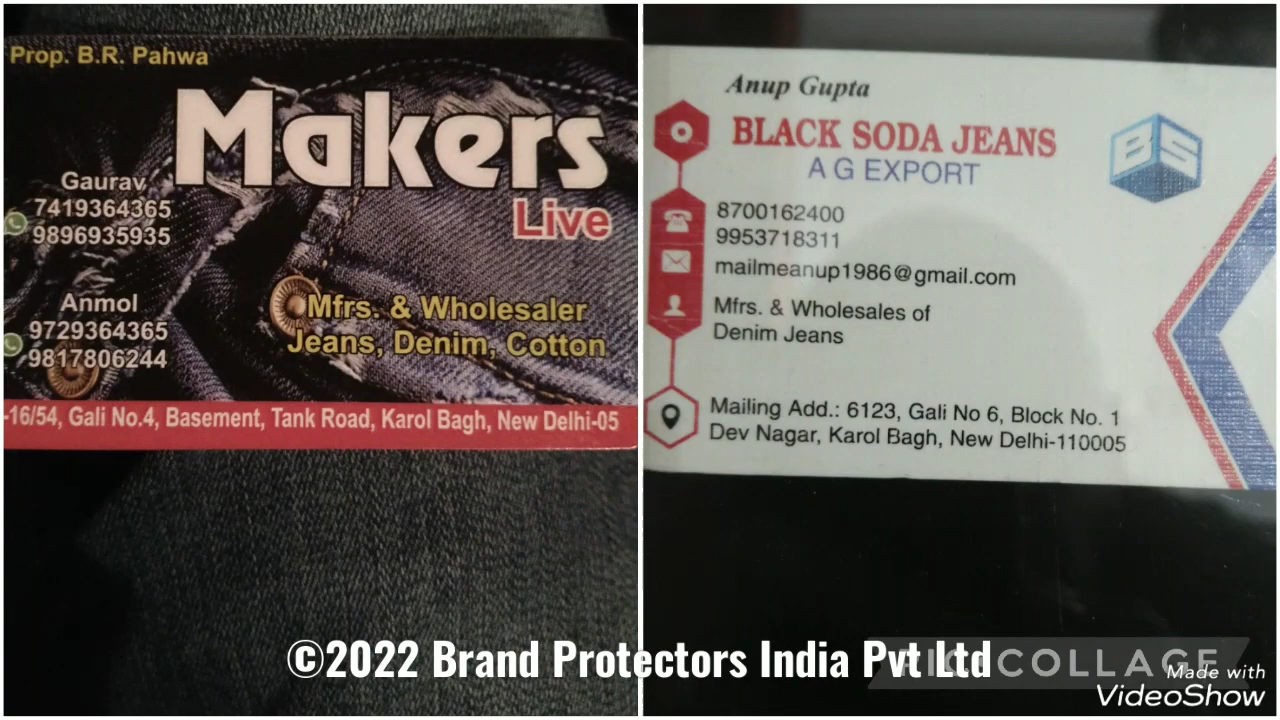 Prop. B.R. Pahwa
Makers
Live
Gaurav
7419364365
9896935935
Anmol
9729364365
9817806244
Mfrs. & Wholesaler
Jeans, Denim, Cotton
-16/54, Gali No.4, Basement, Tank Road, Karol Bagh, New Delhi-05
Anup Gupta
BLACK SODA JEANS
A G EXPORT
BS
8700162400
9953718311
mailmeanup1986@gmail.com
Mfrs. & Wholesales of
Denim Jeans
Mailing Add.: 6123, Gali No 6, Block No. 1
Dev Nagar, Karol Bagh, New Delhi-110005
©2022 Brand Protectors India Pvt Ltd
COLLAGE
Made with
VideoShow